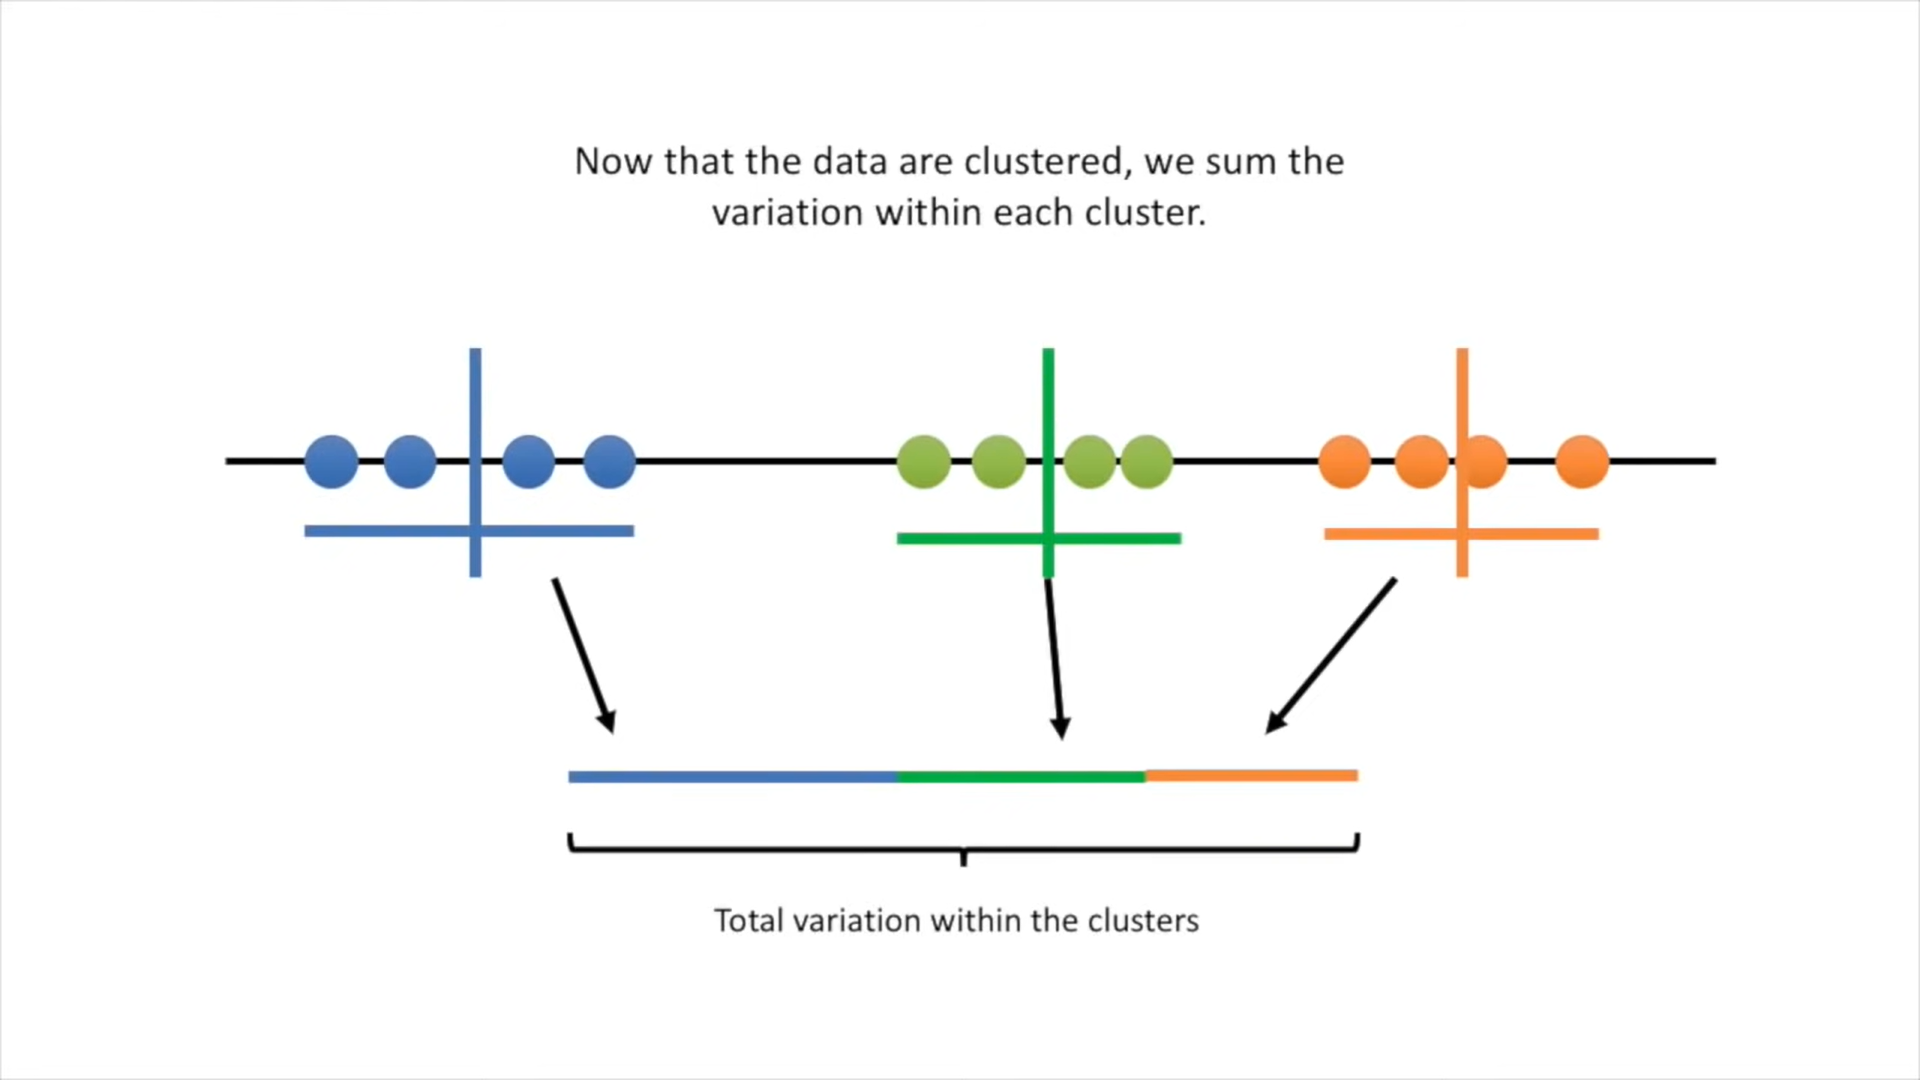 Now that the data are clustered, we sum the
variation within each cluster.
Total variation within the clusters